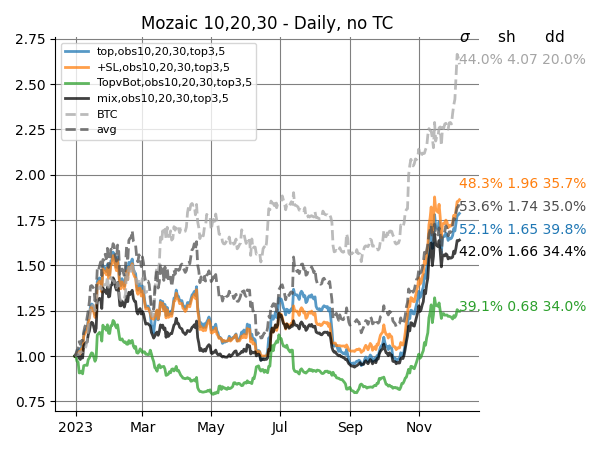 Mozaic 10,20,30 - Daily, no TC
σ sh dd
2.75
2.50
2.25
2.00
1.75
1.50
1.25
1.00
0.75
top,obs10,20,30,top3,5
+SL,obs10,20,30,top3,5
TopvBot,obs10,20,30,top3,5
mix,obs10,20,30,top3,5
BTC
avg
44.0% 4.07 20.0%
48.3% 1.96 35.7%
53.6% 1.74 35.0%
52.1% 1.65 39.8%
42.0% 1.66 34.4%
39.1% 0.68 34.0%
2023 Mar May Jul Sep Nov